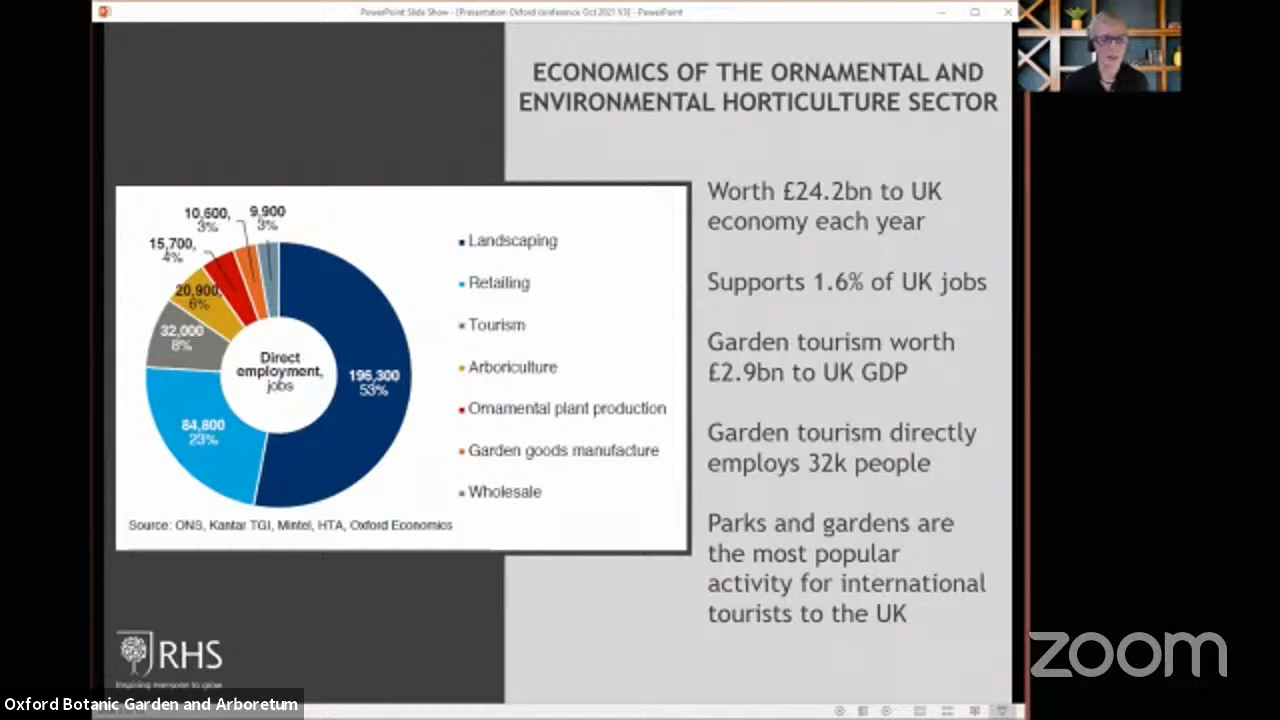 PowerPoint Slide Show - [Presentation Oxford conference Oct 2021 V3] - PowerPoint
ECONOMICS OF THE ORNAMENTAL AND
ENVIRONMENTAL HORTICULTURE SECTOR
10,600,
3%
9,900
3%
15,700,
4%
20,900,
6%
32,000
8%
84,800
23%
196,300
53%
Direct
employment,
jobs
Landscaping
Retailing
Tourism
Arboriculture
Ornamental plant production
Garden goods manufacture
Wholesale
Source: ONS, Kantar TGI, Mintel, HTA, Oxford Economics
Worth £24.2bn to UK
economy each year
Supports 1.6% of UK jobs
Garden tourism worth
£2.9bn to UK GDP
Garden tourism directly
employs 32k people
Parks and gardens are
the most popular
activity for international
tourists to the UK
RHS
Inspiring everyone to grow
Oxford Botanic Garden and Arboretum
zoom